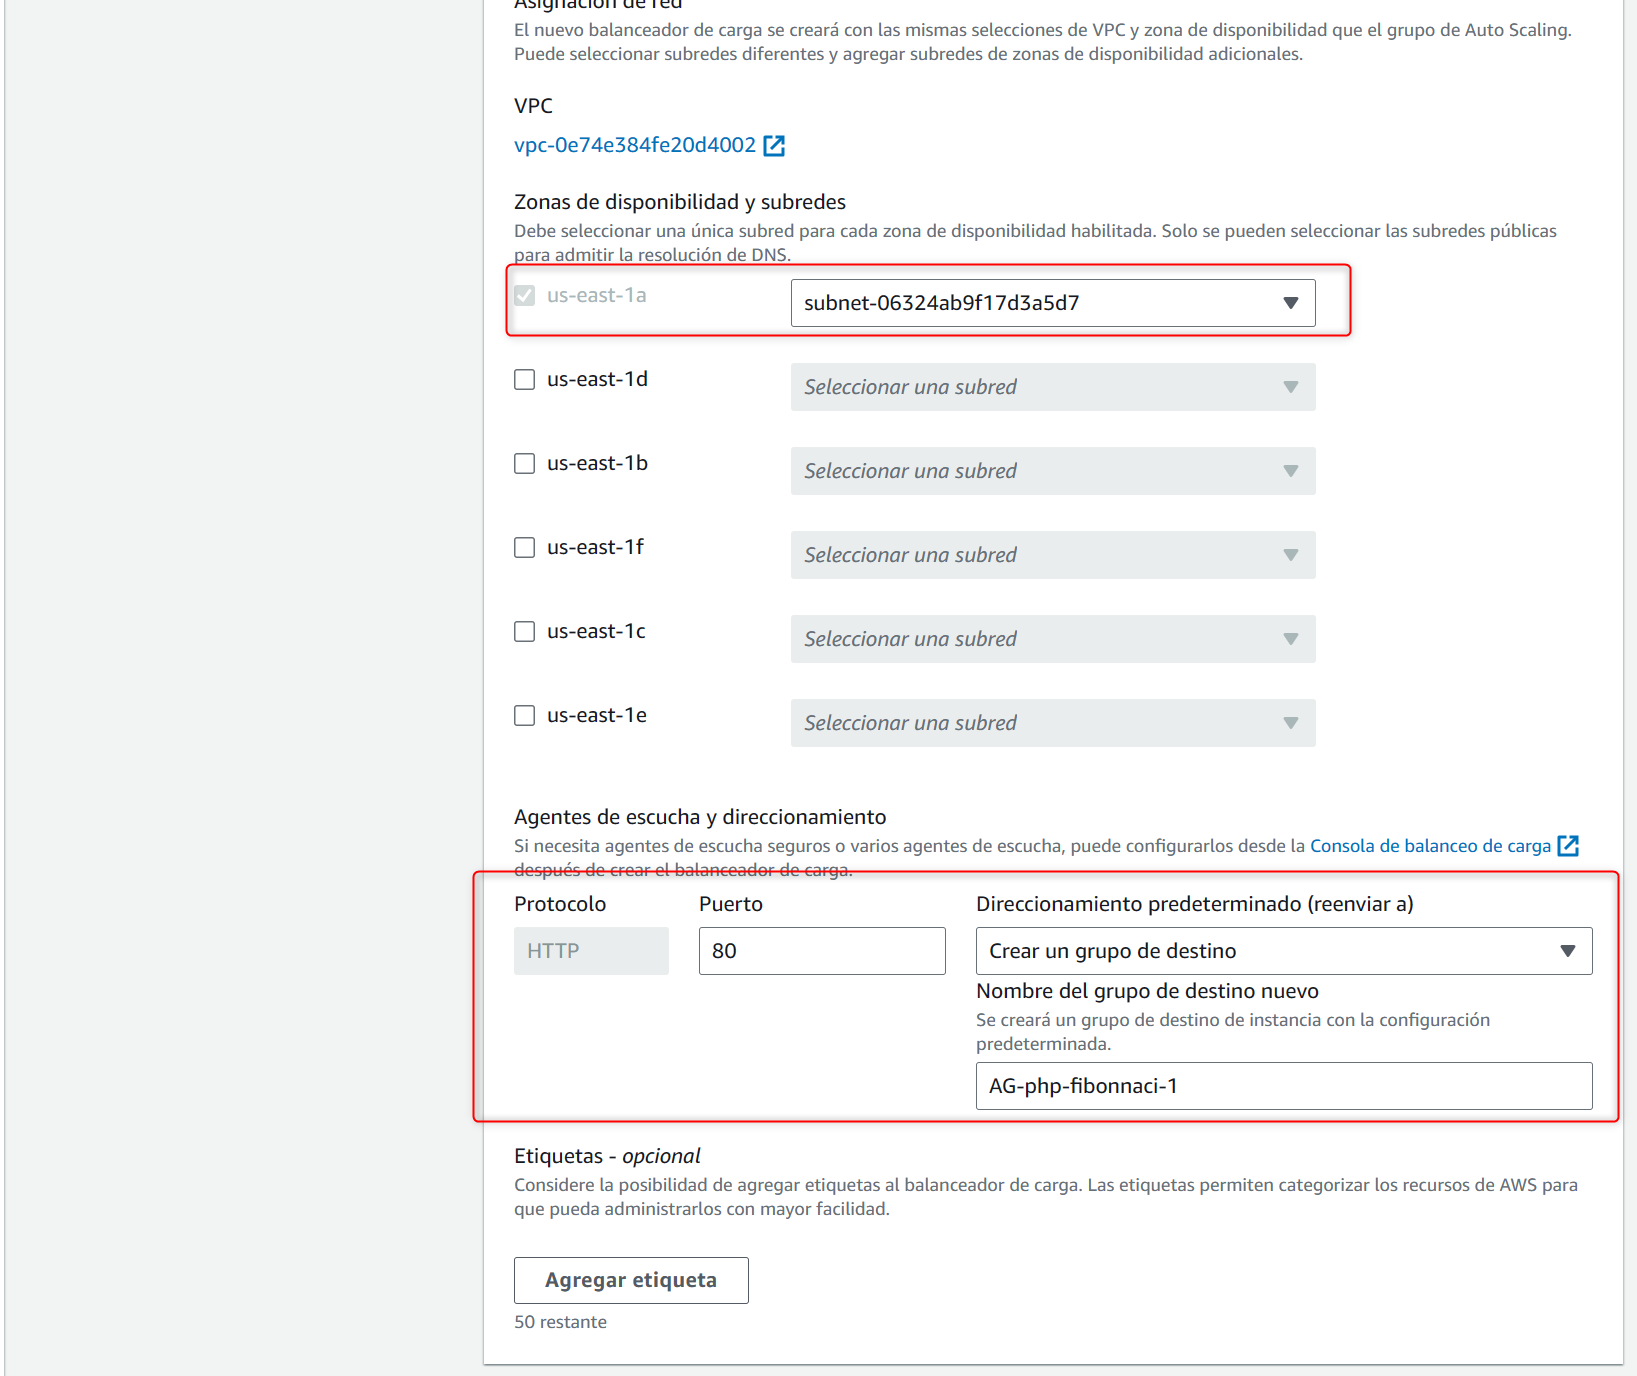 Asignación de red
El nuevo balanceador de carga se creará con las mismas selecciones de VPC y zona de disponibilidad que el grupo de Auto Scaling.
Puede seleccionar subredes diferentes y agregar subredes de zonas de disponibilidad adicionales.
VPC
vpc-0e74e384fe20d4002
Zonas de disponibilidad y subredes
Debe seleccionar una única subred para cada zona de disponibilidad habilitada. Solo se pueden seleccionar las subredes públicas
para admitir la resolución de DNS.
us-east-1a subnet-06324ab9f17d3a5d7
us-east-1d Seleccionar una subred
us-east-1b Seleccionar una subred
us-east-1f Seleccionar una subred
us-east-1c Seleccionar una subred
us-east-1e Seleccionar una subred
Agentes de escucha y direccionamiento
Si necesita agentes de escucha seguros o varios agentes de escucha, puede configurarlos desde la Consola de balanceo de carga
después de crear el balanceador de carga.
Protocolo Puerto Direccionamiento predeterminado (reenviar a)
HTTP 80 Crear un grupo de destino
Nombre del grupo de destino nuevo
Se creará un grupo de destino de instancia con la configuración
predeterminada.
AG-php-fibonnaci-1
Etiquetas - opcional
Considere la posibilidad de agregar etiquetas al balanceador de carga. Las etiquetas permiten categorizar los recursos de AWS para
que pueda administrarlos con mayor facilidad.
Agregar etiqueta
50 restante